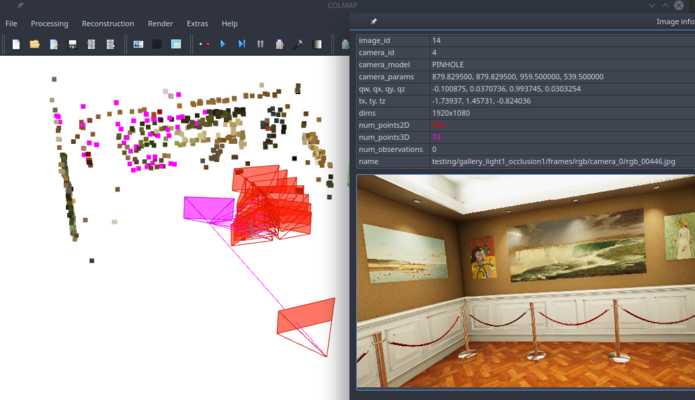 COLMAP
File Processing Reconstruction Render Extras Help
Image info
image_id 14
camera_id 4
camera_model PINHOLE
camera_params 879.829500, 879.829500, 959.500000, 539.500000
qw, qx, qy, qz -0.100875, 0.0370736, 0.993745, 0.0303254
tx, ty, tz -1.73937, 1.45731, -0.824036
dims 1920x1080
num_points2D
num_points3D
num_observations 0
name testing/gallery_light1_occlusion1/frames/rgb/camera_0/rgb_00446.jpg